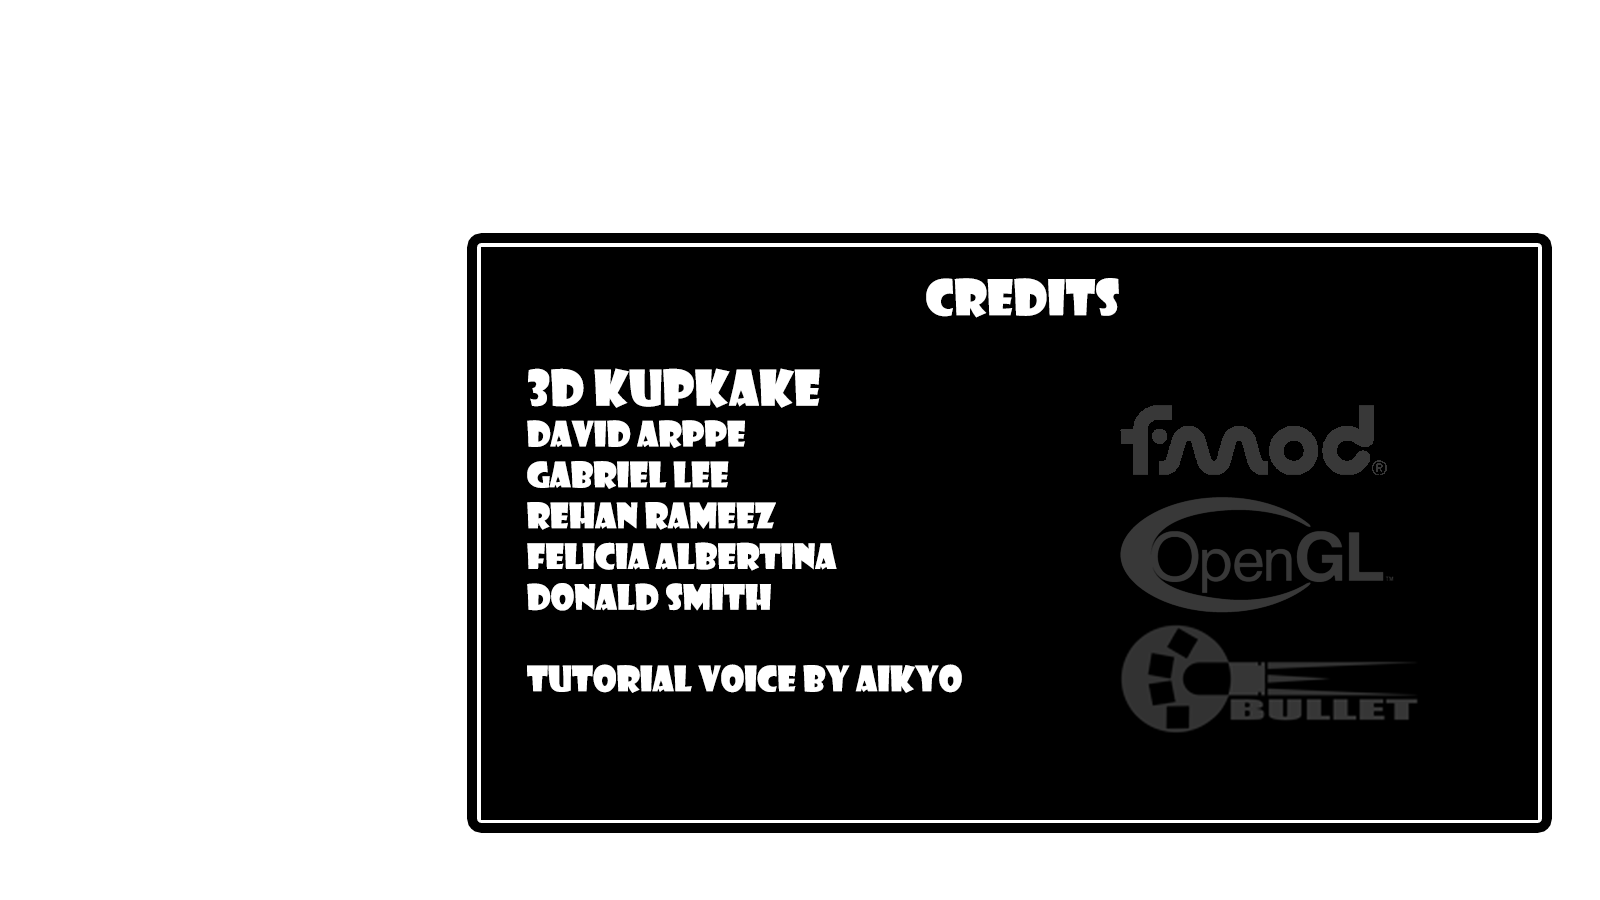 CREDITS
3D KUPKAKE
DAVID ARPPE
GABRIEL LEE
REHAN RAMEEZ
FELICIA ALBERTINA
DONALD SMITH
TUTORIAL VOICE BY AIKYO
fmod®
OpenGL™
BULLET